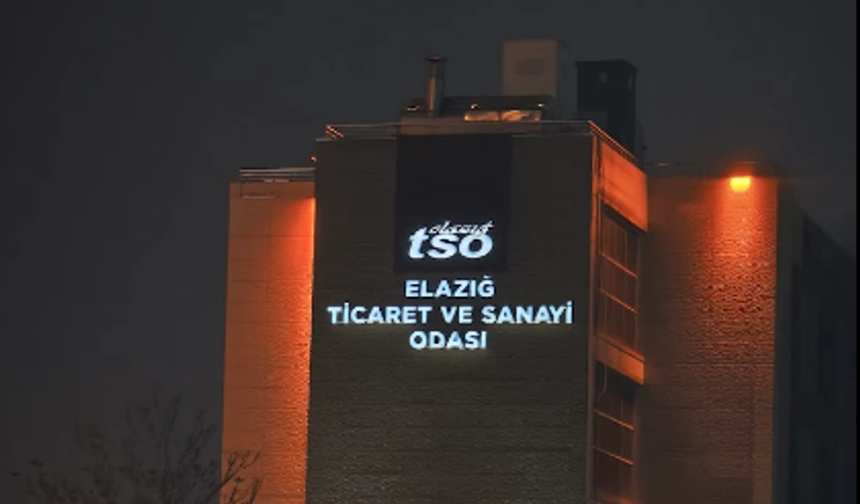 elazığ
tso
ELAZIĞ
TİCARET VE SANAYİ
ODASI